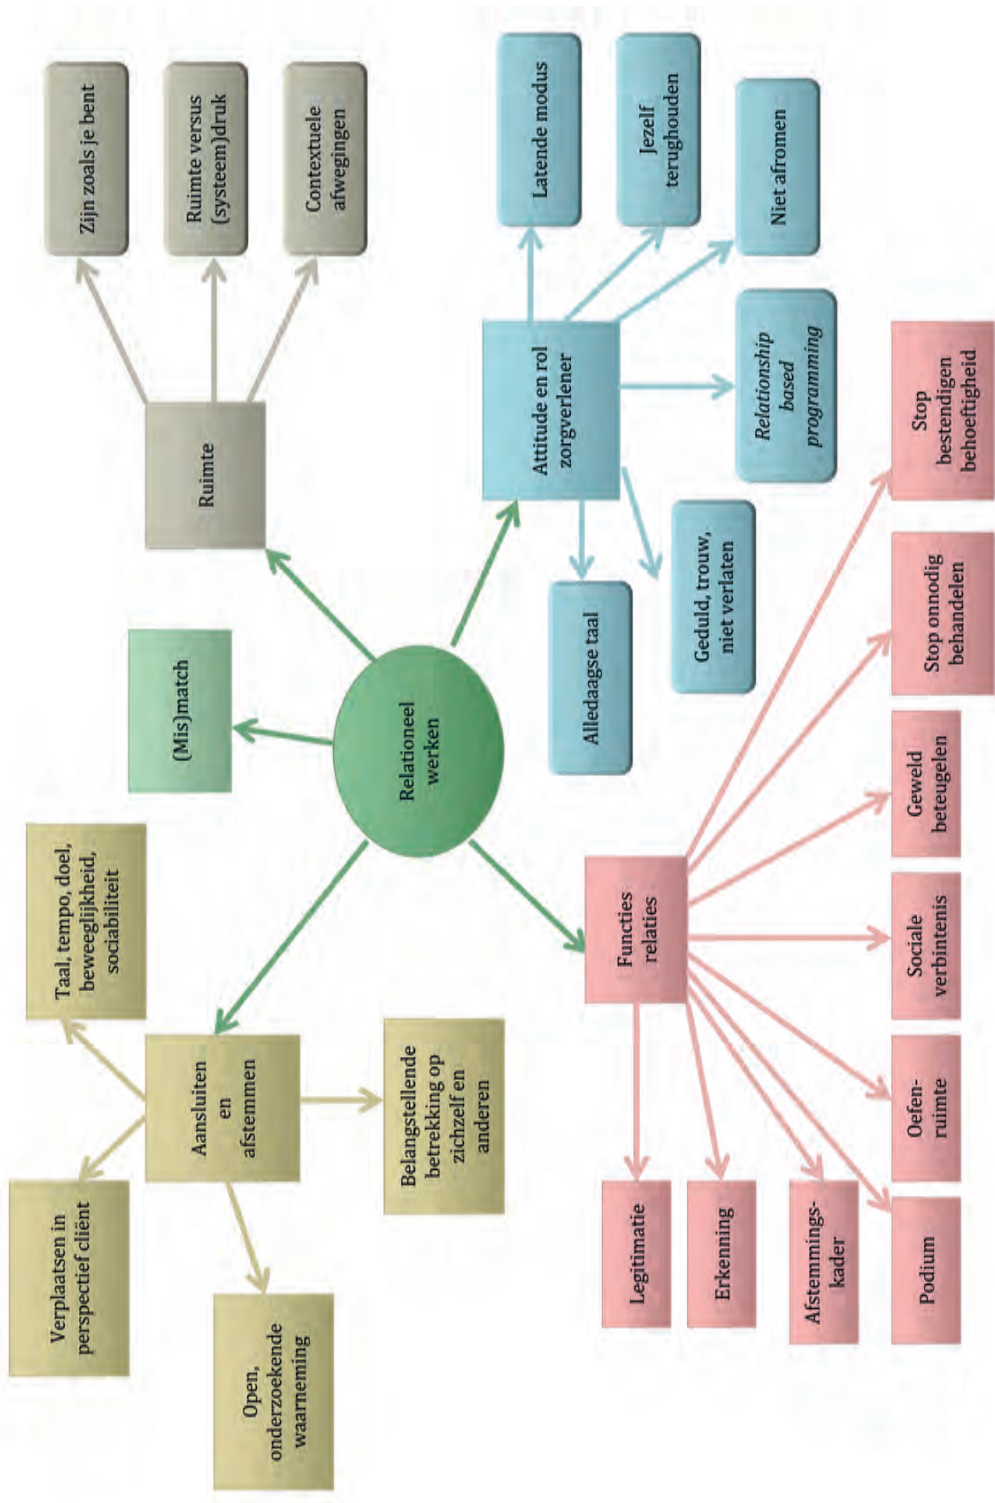 Verplaatsen in
perspectief cliënt
Taal, tempo, doel,
beweeglijkheid,
sociabiliteit
Open,
onderzoekende
waarneming
Aansluiten
en
afstemmen
Belangstellende
betrekking op
zichzelf en
anderen
(Mis)match
Relationeel
werken
Ruimte
Zijn zoals je bent
Ruimte versus
(systeem)druk
Contextuele
afwegingen
Attitude en rol
zorgverlener
Latende modus
Jezelf
terughouden
Niet afromen
Relationship
based
programming
Geduld, trouw,
niet verlaten
Alledaagse taal
Functies
relaties
Legitimatie
Erkenning
Afstemmings-
kader
Podium
Oefen-
ruimte
Sociale
verbintenis
Geweld
beteugelen
Stop onnodig
behandelen
Stop
bestendigen
behoeftigheid